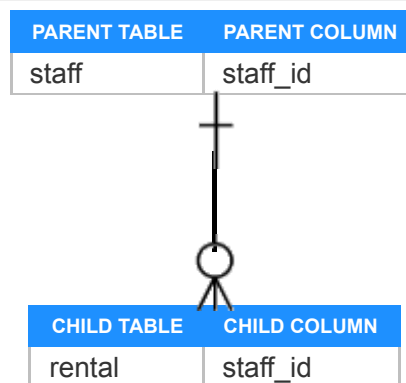 PARENT TABLE PARENT COLUMN
staff staff_id
CHILD TABLE CHILD COLUMN
rental staff_id